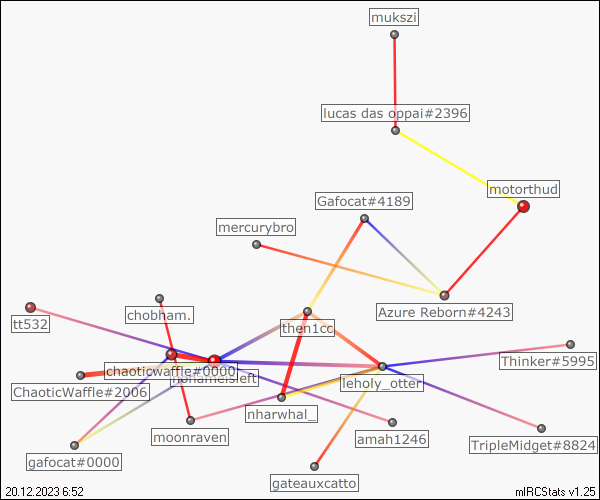 mukszi
lucas das oppai#2396
motorthud
Gafocat#4189
mercurybro
Azure Reborn#4243
chobham.
tt532
then1cc
Thinker#5995
chaoticwaffle#0000
nonameisleft
leholy_otter
ChaoticWaffle#2006
nharwhal_
moonraven
amah1246
TripleMidget#8824
gafocat#0000
gateauxcatto
20.12.2023 6:52
mIRCStats v1.25